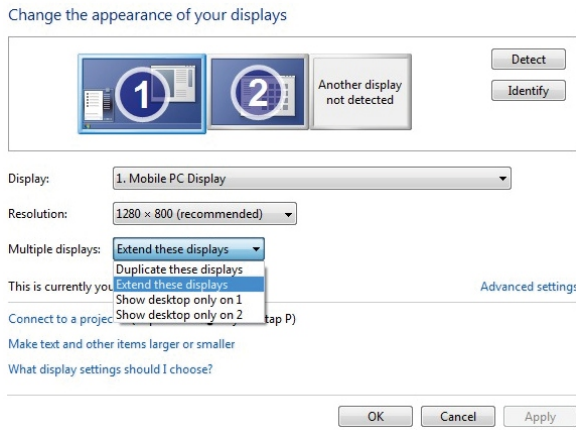 Change the appearance of your displays
1
2
Another display
not detected
Detect
Identify
Display: 1. Mobile PC Display
Resolution: 1280 × 800 (recommended)
Multiple displays: Extend these displays
Duplicate these displays
Extend these displays
Show desktop only on 1
Show desktop only on 2
This is currently you
Advanced settings
Connect to a projec tap P)
Make text and other items larger or smaller
What display settings should I choose?
OK Cancel Apply